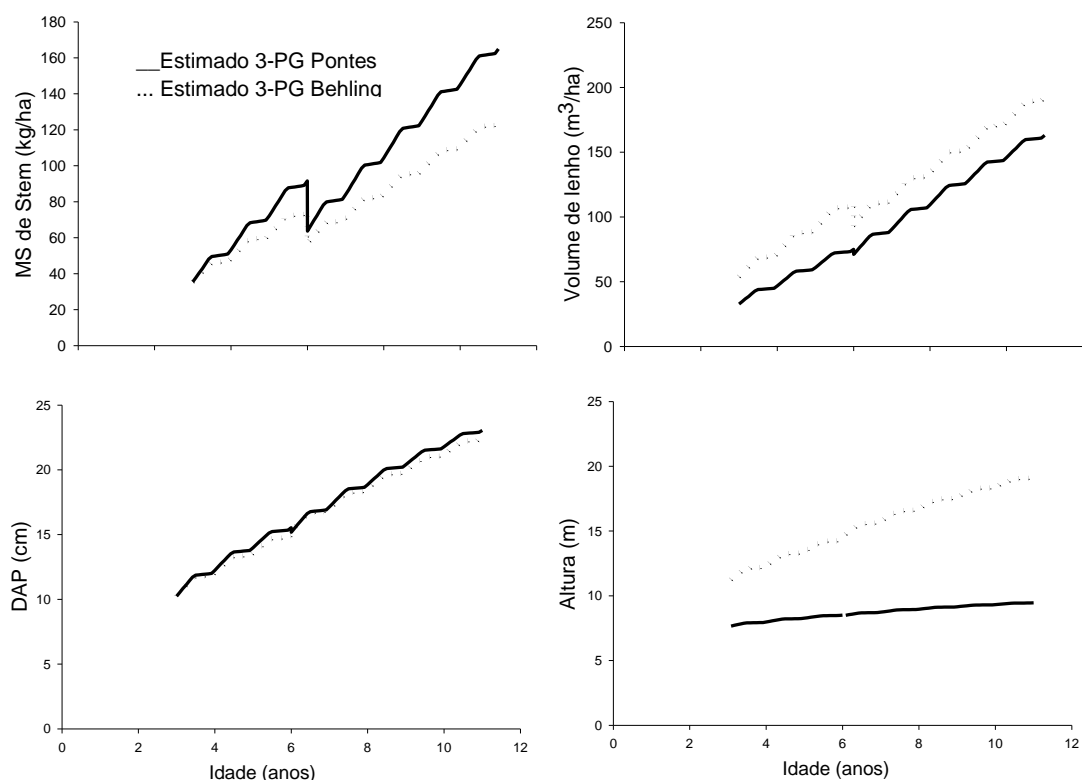 180
160
140
120
100
80
60
40
20
0
MS de Stem (kg/ha)
__Estimado 3-PG Pontes
... Estimado 3-PG Behling
250
200
150
100
50
0
Volume de lenho (m³/ha)
25
20
15
10
5
0
DAP (cm)
0 2 4 6 8 10 12
Idade (anos)
25
20
15
10
5
0
Altura (m)
0 2 4 6 8 10 12
Idade (anos)